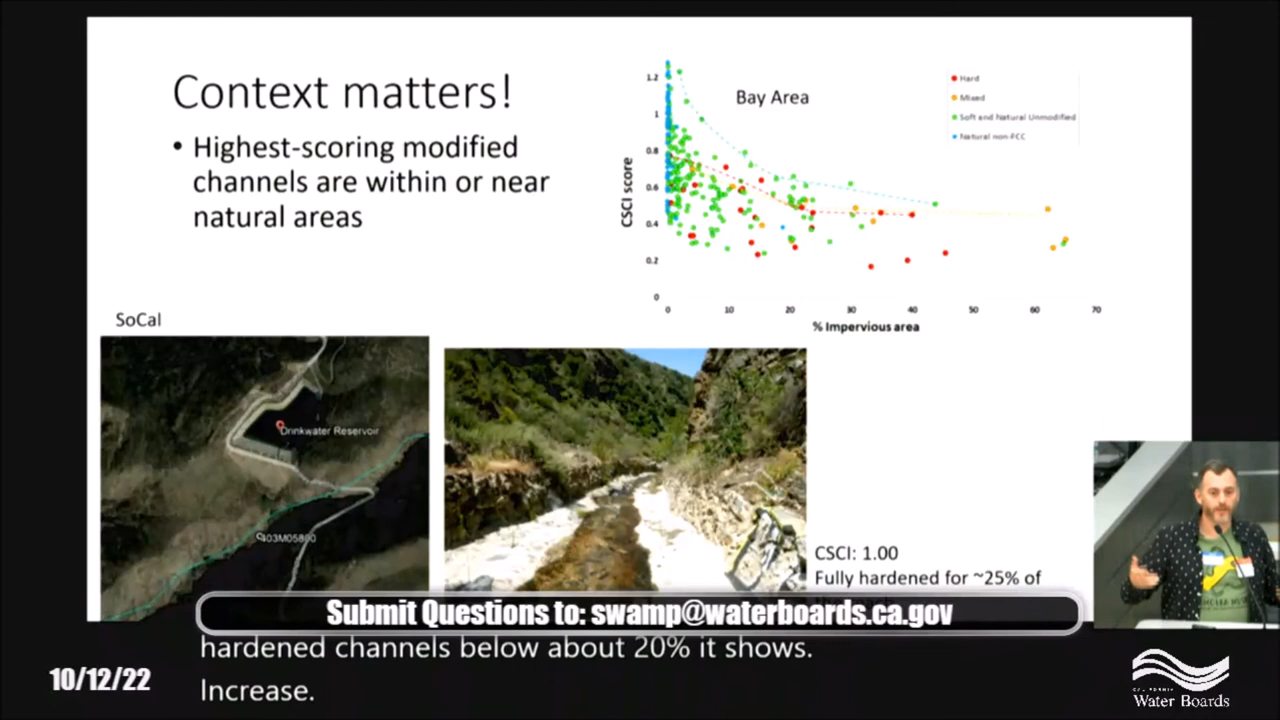 Context matters!
• Highest-scoring modified
channels are within or near
natural areas
Bay Area
Hard
Mixed
Soft and Natural Unmodified
Natural non-FCC
CSCI score
1.2
1
0.8
0.6
0.4
0.2
0
0 10 20 30 40 50 60 70
% Impervious area
SoCal
Drinkwater Reservoir
CSCI: 1.00
Fully hardened for ~25% of
Submit Questions to: swamp@waterboards.ca.gov
hardened channels below about 20% it shows.
Increase.
10/12/22
CALIFORNIA
Water Boards